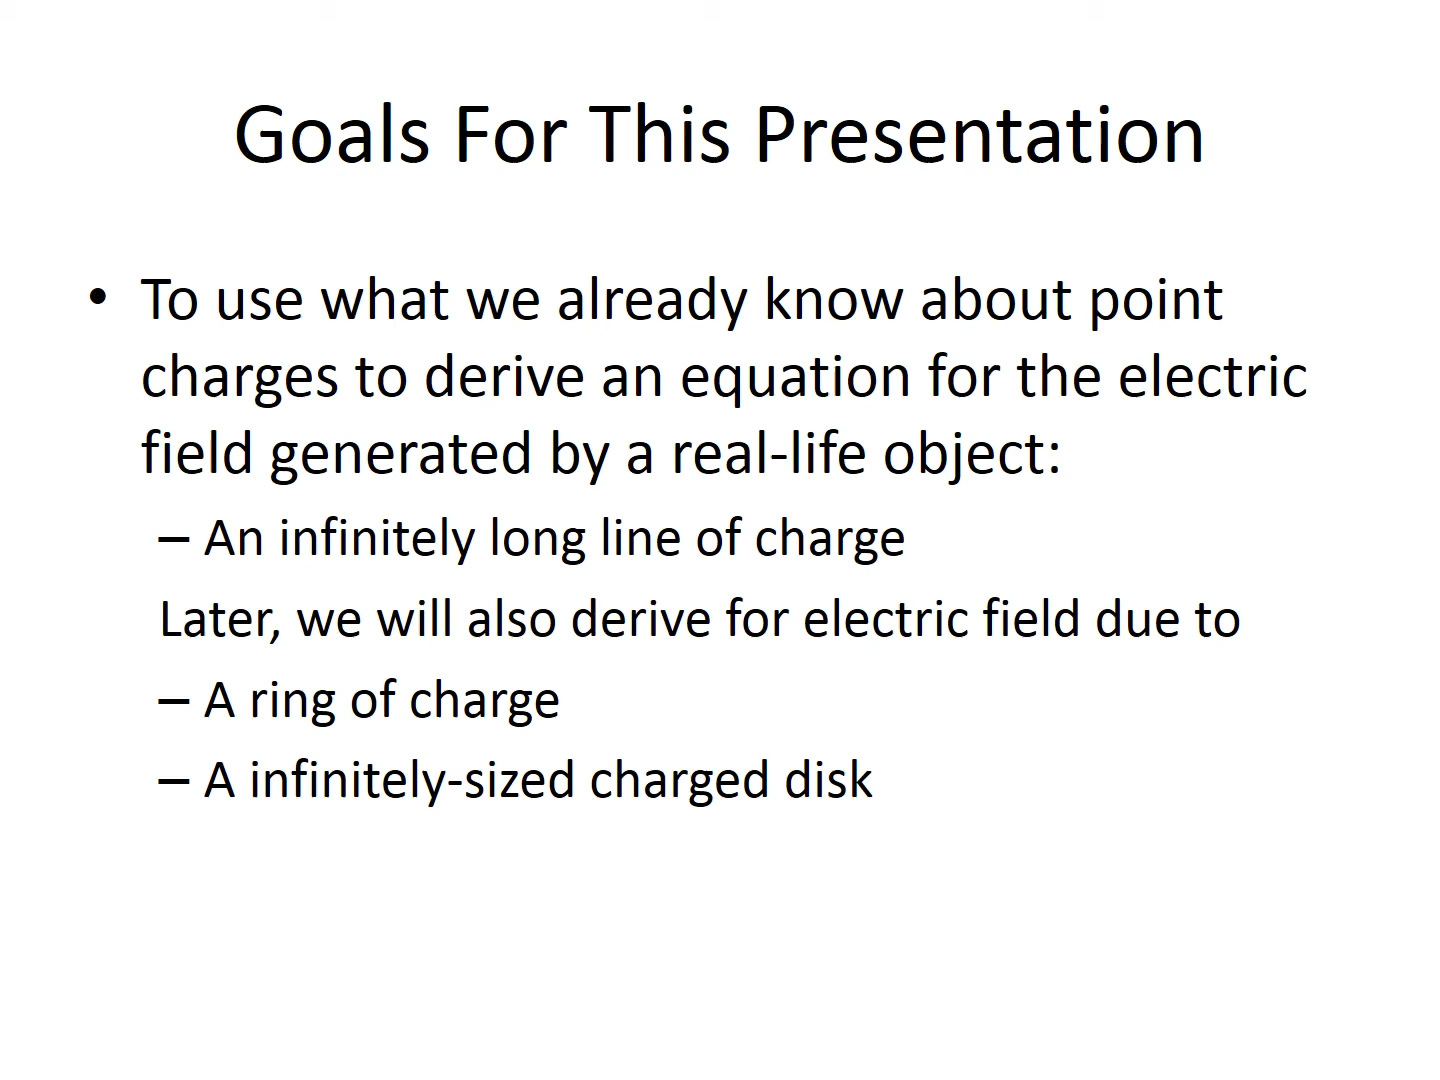 Goals For This Presentation
• To use what we already know about point
charges to derive an equation for the electric
field generated by a real-life object:
– An infinitely long line of charge
Later, we will also derive for electric field due to
– A ring of charge
– A infinitely-sized charged disk